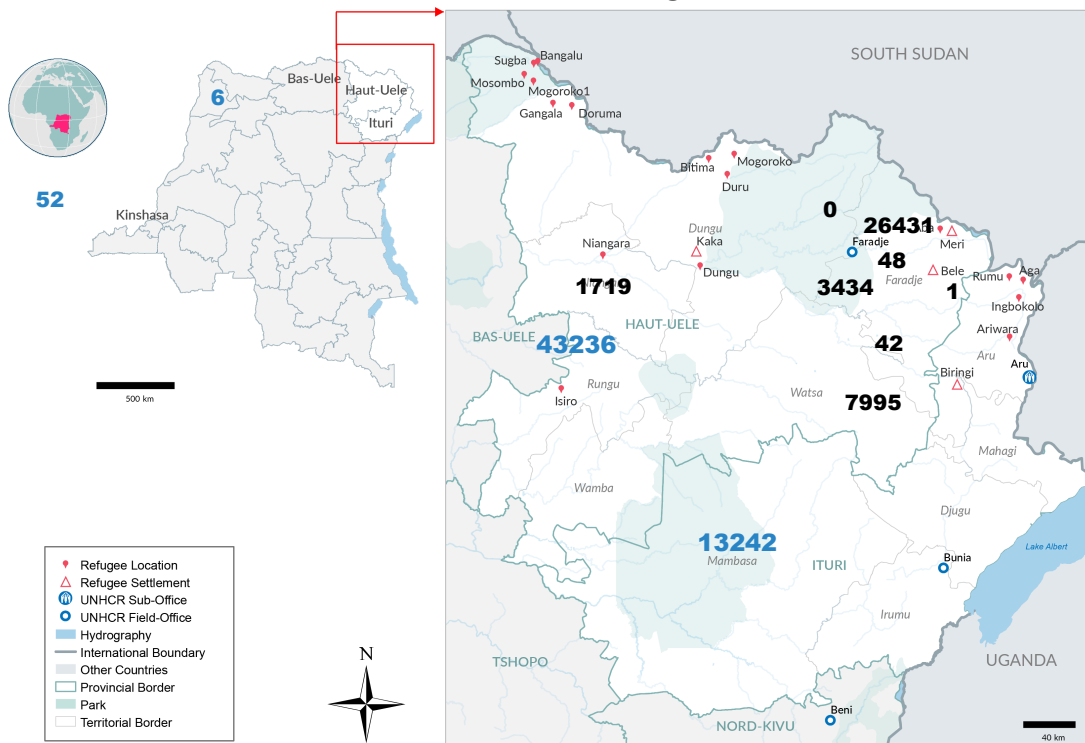 SOUTH SUDAN
Bas-Uele
Haut-Uele
Ituri
6
52
Kinshasa
500 km
Sugba
Bangalu
Mosombo
Mogoroko1
Gangala
Doruma
Bitima
Mogoroko
Duru
0
26431
Meri
Dungu
Kaka
Niangara
Dungu
Faradje
48
Faradje
Bele
1
Rumu
Aga
1719
3434
Ingbokolo
HAUT-UELE
BAS-UELE
43236
42
Ariwara
Aru
Aru
Biringi
Rungu
Isiro
Watsa
7995
Mahagi
Wamba
Djugu
13242
Mambasa
ITURI
Bunia
Lake Albert
Irumu
TSHOPO
UGANDA
Beni
NORD-KIVU
40 km
Refugee Location
Refugee Settlement
UNHCR Sub-Office
UNHCR Field-Office
Hydrography
International Boundary
Other Countries
Provincial Border
Park
Territorial Border
N